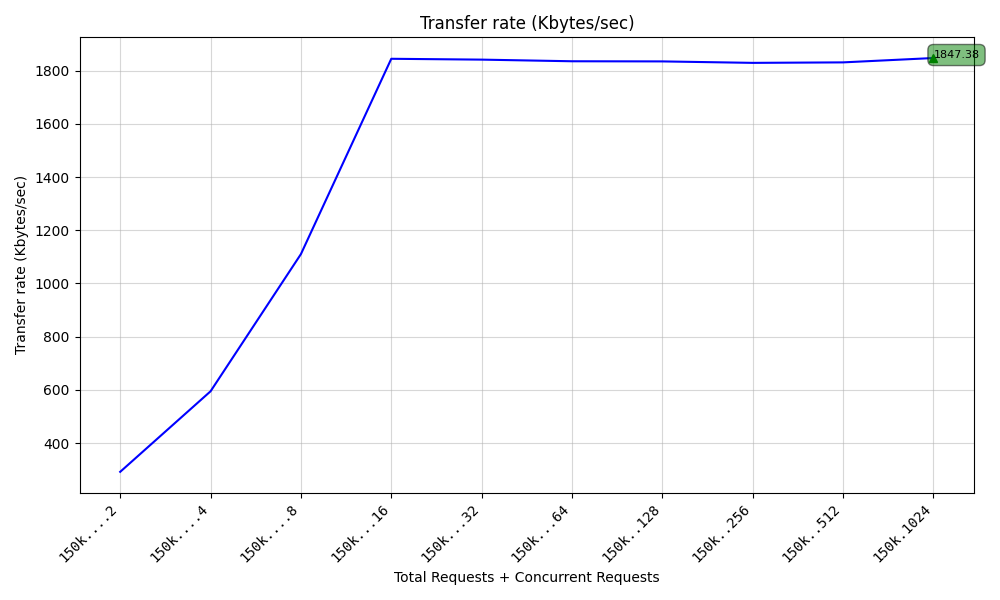 Transfer rate (Kbytes/sec)
1847.38
Transfer rate (Kbytes/sec)
1800
1600
1400
1200
1000
800
600
400
150k....2
150k....4
150k....8
150k...16
150k...32
150k...64
150k..128
150k..256
150k..512
150k.1024
Total Requests + Concurrent Requests